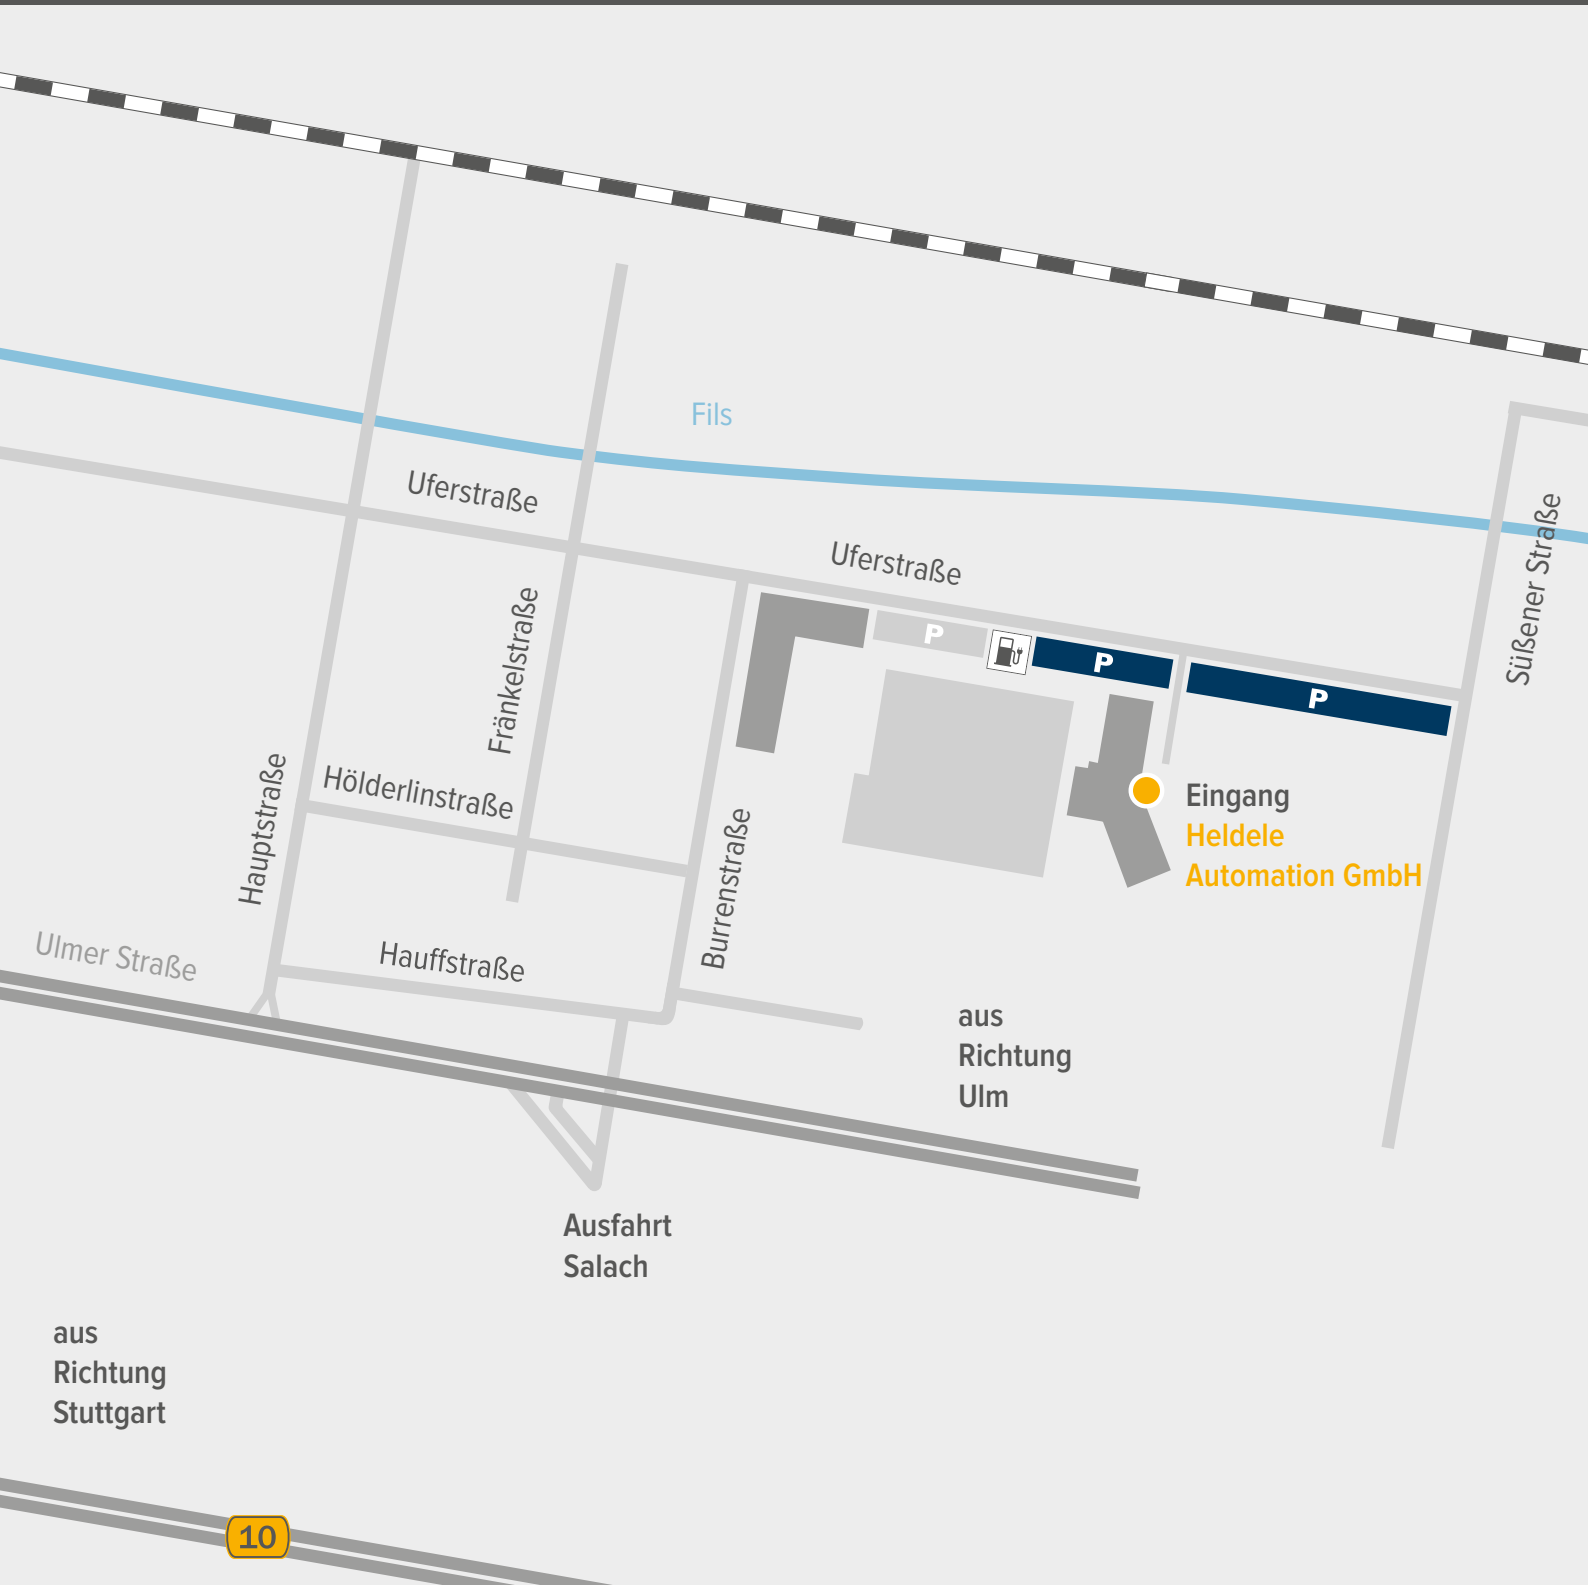 Fils
Uferstraße
Uferstraße
Süßener Straße
P
P
P
Fränkelstraße
Hauptstraße
Hölderlinstraße
Burrenstraße
Eingang
Heldele
Automation GmbH
Ulmer Straße
Hauffstraße
aus
Richtung
Ulm
Ausfahrt
Salach
aus
Richtung
Stuttgart
10